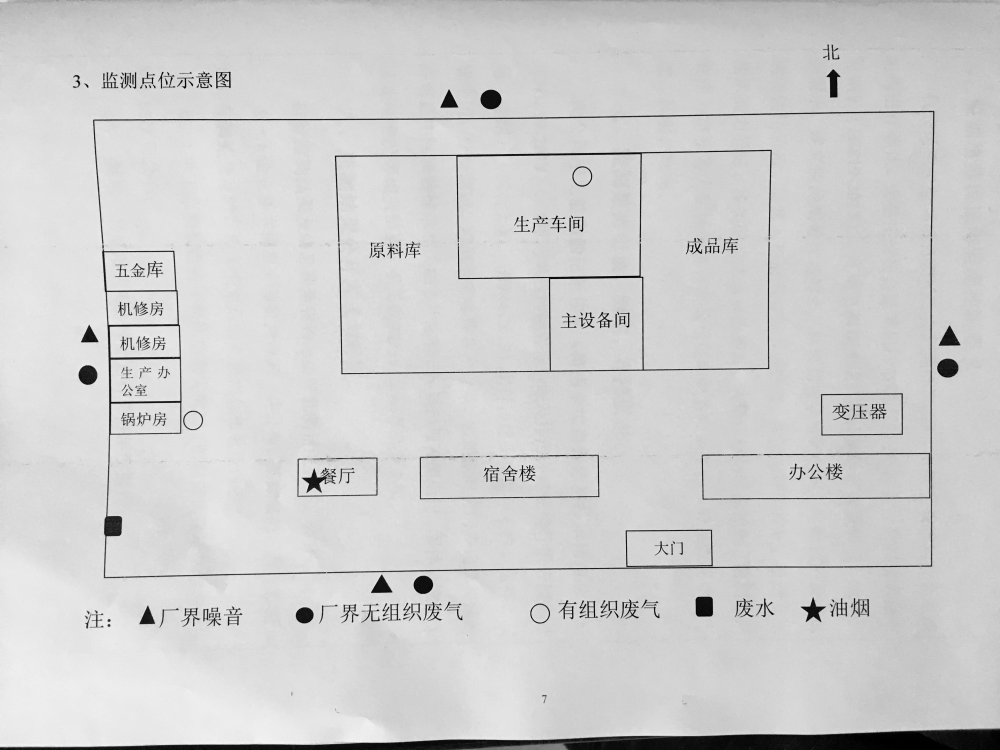 北
3、监测点位示意图
生产车间
原料库
成品库
五金库
机修房
主设备间
机修房
生产办
公室
变压器
锅炉房
餐厅
宿舍楼
办公楼
大门
注： ▲厂界噪音 ●厂界无组织废气 ○有组织废气 ■ 废水 ★油烟
7